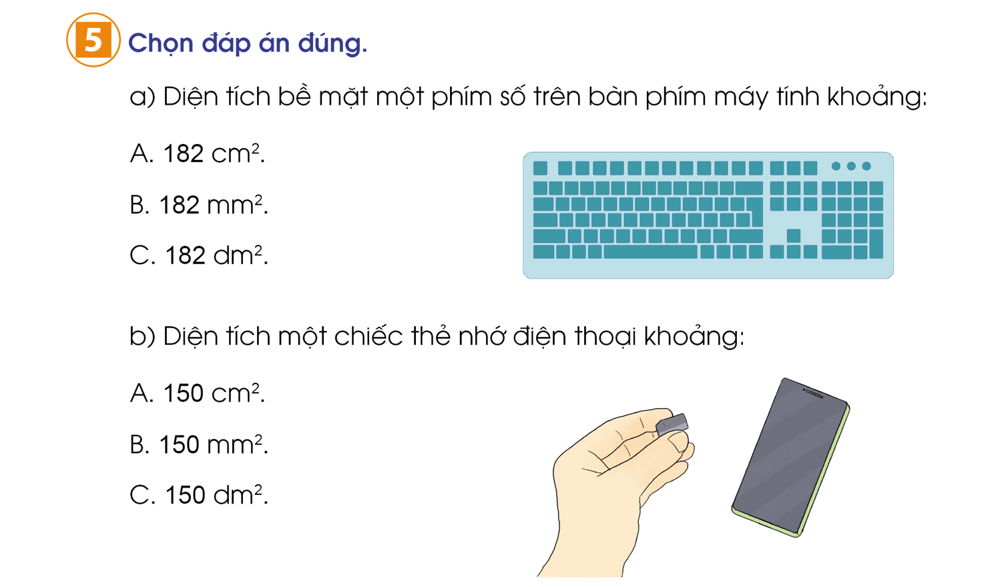 5 Chọn đáp án đúng.
a) Diện tích bề mặt một phím số trên bàn phím máy tính khoảng:
A. 182 cm².
B. 182 mm².
C. 182 dm².
b) Diện tích một chiếc thẻ nhớ điện thoại khoảng:
A. 150 cm².
B. 150 mm².
C. 150 dm².